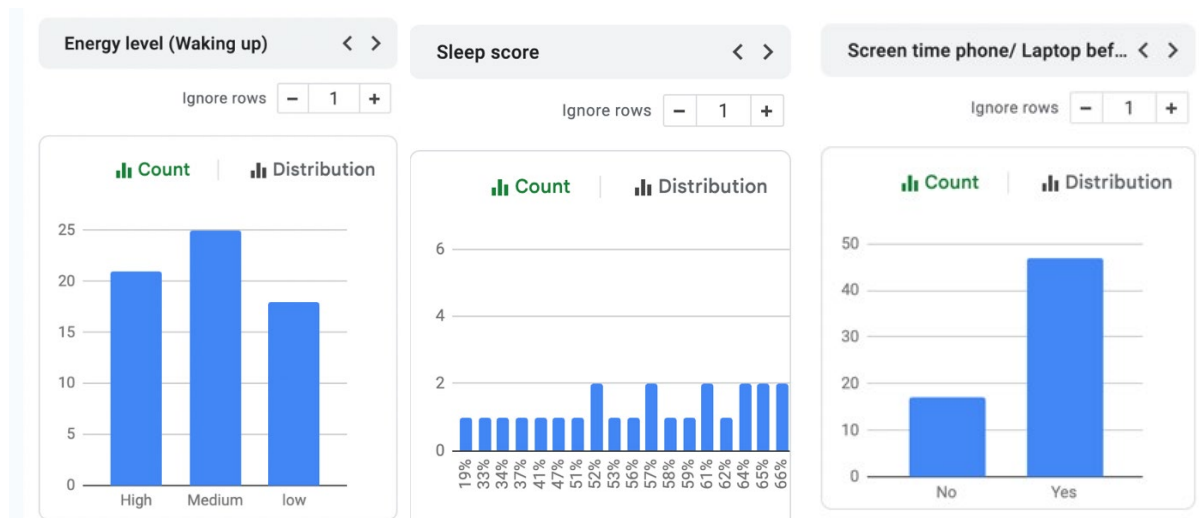 Energy level (Waking up) < >
Ignore rows − 1 +
Count Distribution
25
20
15
10
5
0
High Medium low
Sleep score < >
Ignore rows − 1 +
Count Distribution
6
4
2
0
19% 33% 34% 37% 41% 47% 51% 52% 53% 56% 57% 58% 59% 61% 62% 64% 65% 66%
Screen time phone/ Laptop bef... < >
Ignore rows − 1 +
Count Distribution
50
40
30
20
10
0
No Yes